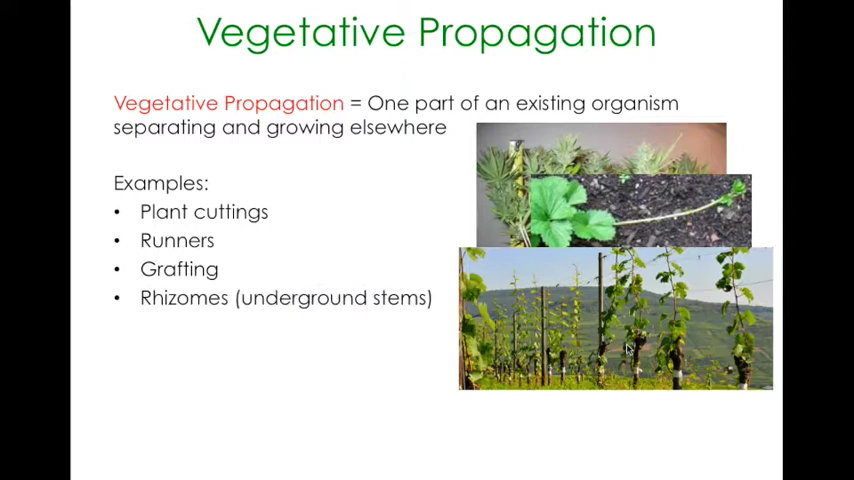 Vegetative Propagation
Vegetative Propagation = One part of an existing organism
separating and growing elsewhere
Examples:
• Plant cuttings
• Runners
• Grafting
• Rhizomes (underground stems)